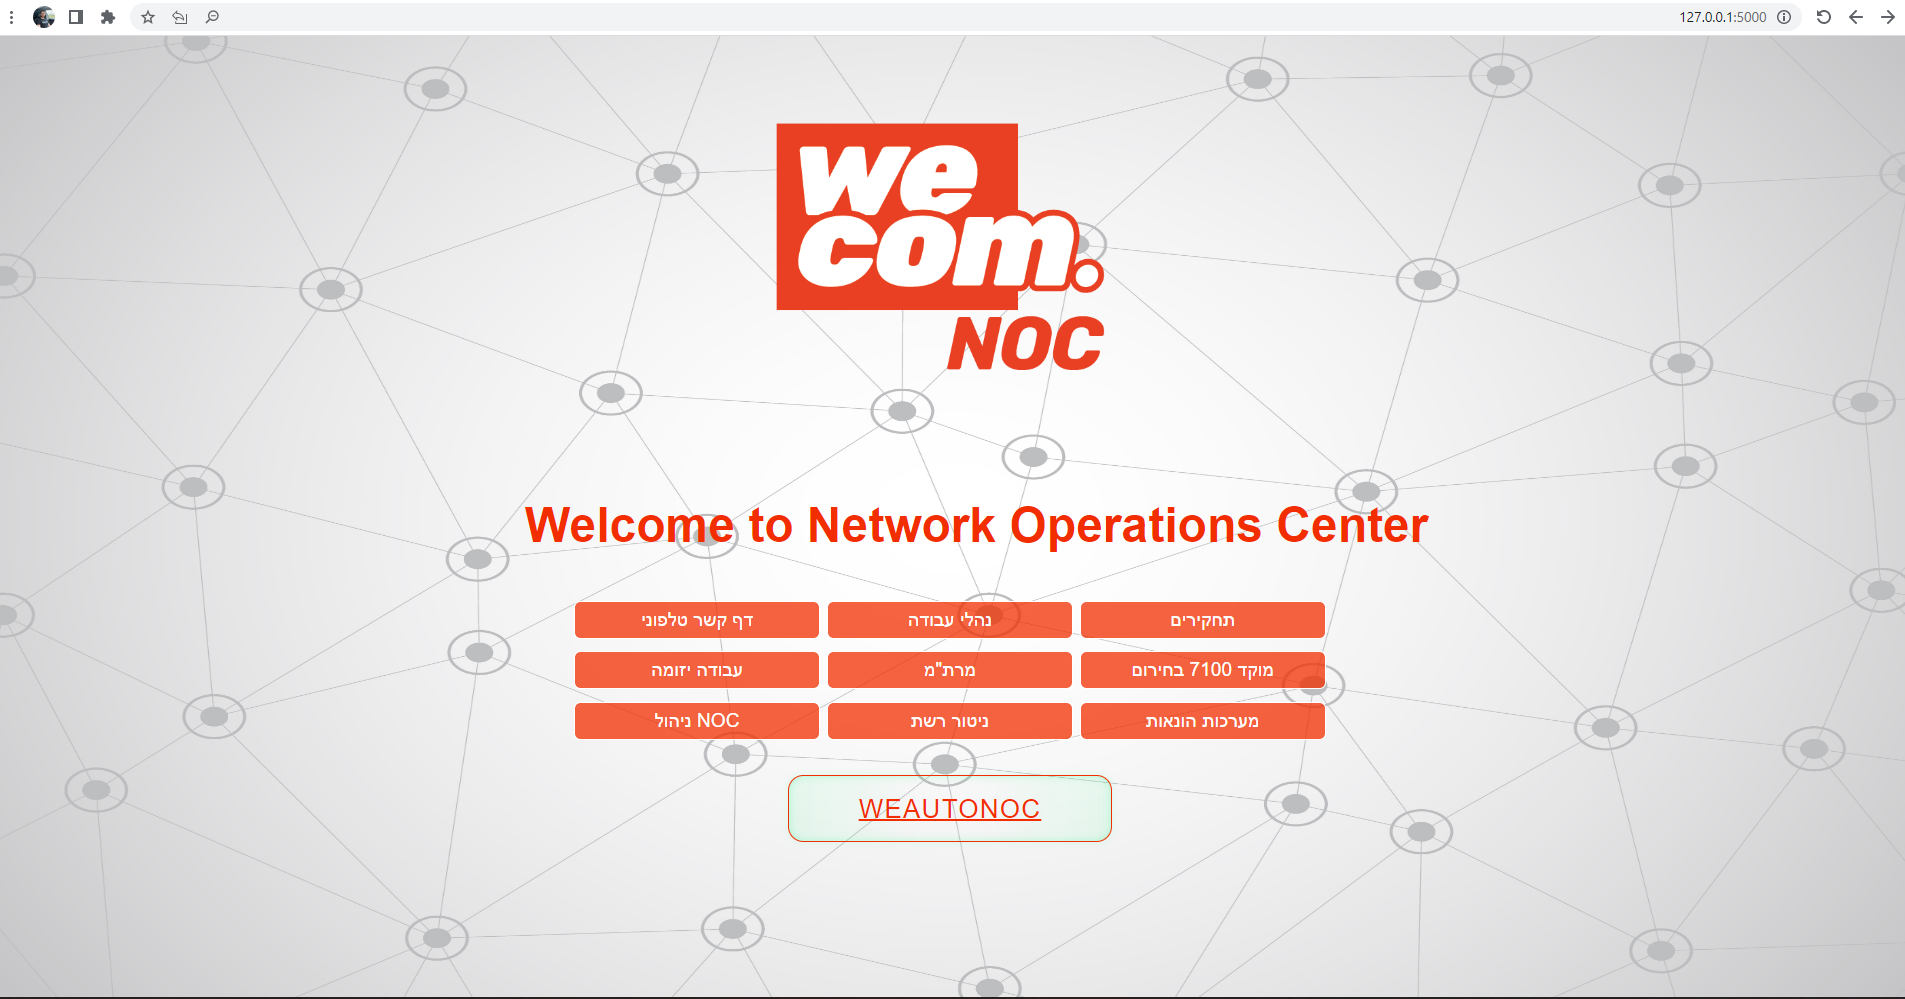 127.0.0.1:5000
we
com.
NOC
Welcome to Network Operations Center
תחקירים
נהלי עבודה
דף קשר טלפוני
מוקד 7100 בחירום
מרת"מ
עבודה יזומה
מערכות הונאות
ניטור רשת
ניהול NOC
WEAUTONOC